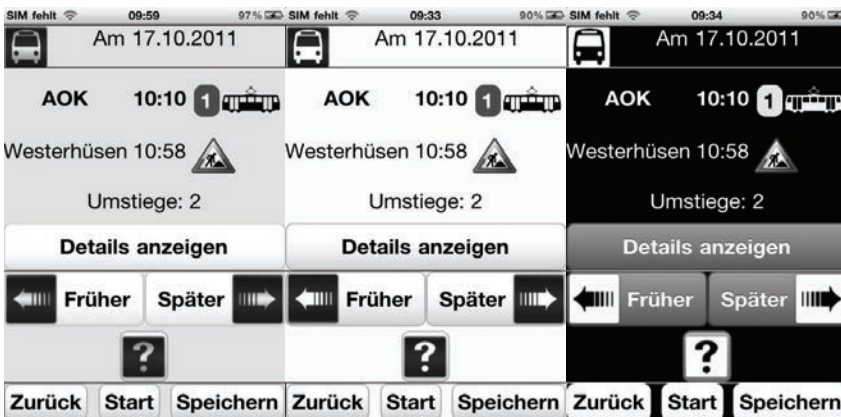 SIM fehlt 09:59 97%
Am 17.10.2011
AOK 10:10 1
Westerhüsen 10:58
Umstiege: 2
Details anzeigen
Früher Später
?
Zurück Start Speichern
SIM fehlt 09:33 90%
Am 17.10.2011
AOK 10:10 1
Westerhüsen 10:58
Umstiege: 2
Details anzeigen
Früher Später
?
Zurück Start Speichern
SIM fehlt 09:34 90%
Am 17.10.2011
AOK 10:10 1
Westerhüsen 10:58
Umstiege: 2
Details anzeigen
Früher Später
?
Zurück Start Speichern